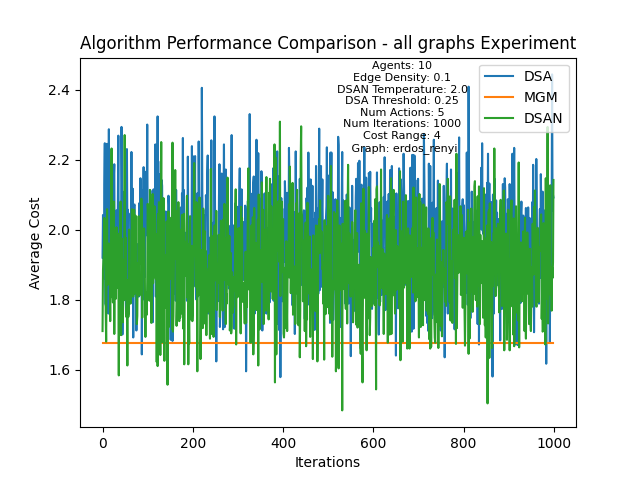 Algorithm Performance Comparison - all graphs Experiment
Agents: 10
Edge Density: 0.1
DSAN Temperature: 2.0
DSA Threshold: 0.25
Num Actions: 5
Num Iterations: 1000
Cost Range: 4
Graph: erdos_renyi
DSA
MGM
DSAN
Average Cost
2.4
2.2
2.0
1.8
1.6
0
200
400
600
800
1000
Iterations